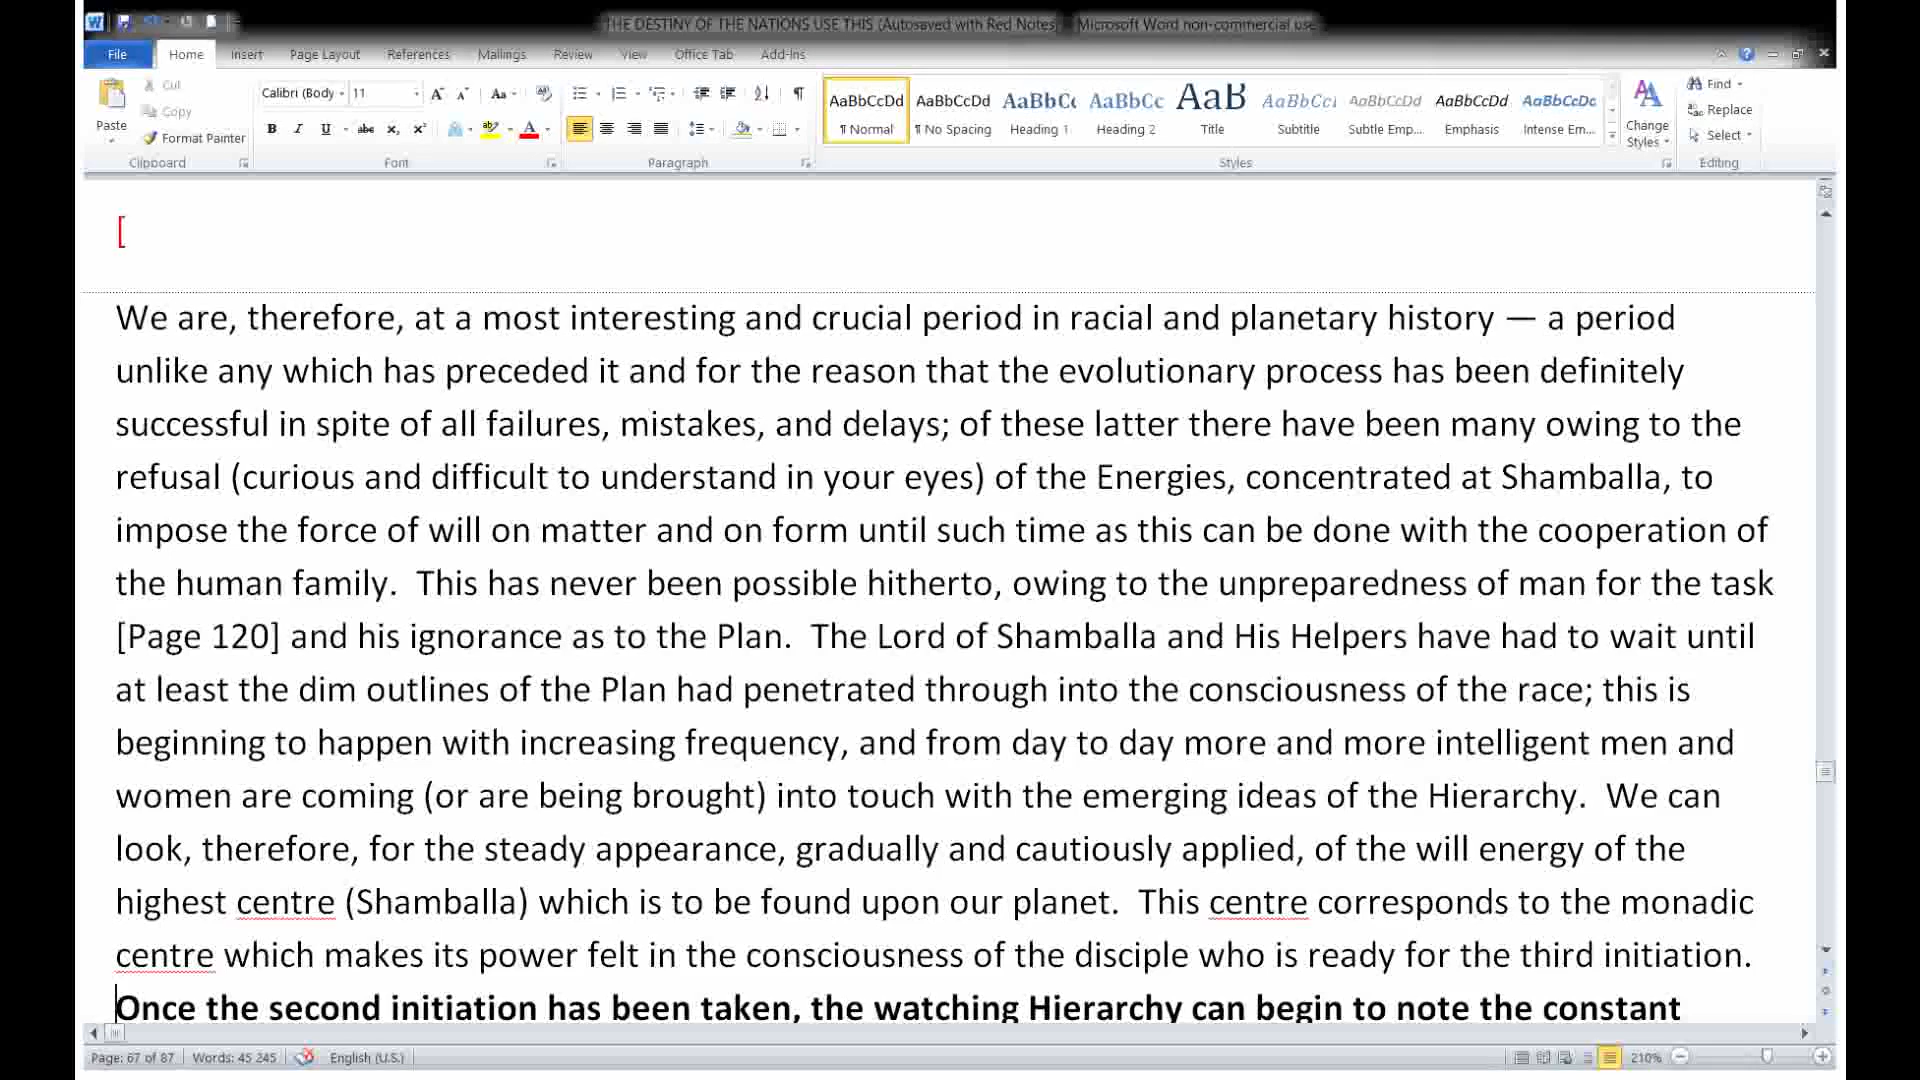 THE DESTINY OF THE NATIONS USE THIS (Autosaved with Red Notes) - Microsoft Word non-commercial use
File Home Insert Page Layout References Mailings Review View Office Tab Add-Ins
Paste
Cut
Copy
Format Painter
Clipboard
Calibri (Body 11
Font
Paragraph
AaBbCcDd AaBbCcDd AaBbCc AaBbCc AaB AaBbCcI AaBbCcDd AaBbCcDd AaBbCcDc
¶ Normal ¶ No Spacing Heading 1 Heading 2 Title Subtitle Subtle Emp... Emphasis Intense Em...
Styles
Change
Styles
Find
Replace
Select
Editing
[
We are, therefore, at a most interesting and crucial period in racial and planetary history — a period
unlike any which has preceded it and for the reason that the evolutionary process has been definitely
successful in spite of all failures, mistakes, and delays; of these latter there have been many owing to the
refusal (curious and difficult to understand in your eyes) of the Energies, concentrated at Shamballa, to
impose the force of will on matter and on form until such time as this can be done with the cooperation of
the human family.  This has never been possible hitherto, owing to the unpreparedness of man for the task
[Page 120] and his ignorance as to the Plan.  The Lord of Shamballa and His Helpers have had to wait until
at least the dim outlines of the Plan had penetrated through into the consciousness of the race; this is
beginning to happen with increasing frequency, and from day to day more and more intelligent men and
women are coming (or are being brought) into touch with the emerging ideas of the Hierarchy.  We can
look, therefore, for the steady appearance, gradually and cautiously applied, of the will energy of the
highest centre (Shamballa) which is to be found upon our planet.  This centre corresponds to the monadic
centre which makes its power felt in the consciousness of the disciple who is ready for the third initiation.
Once the second initiation has been taken, the watching Hierarchy can begin to note the constant
Page: 67 of 87 Words: 45 245 English (U.S.) 210%